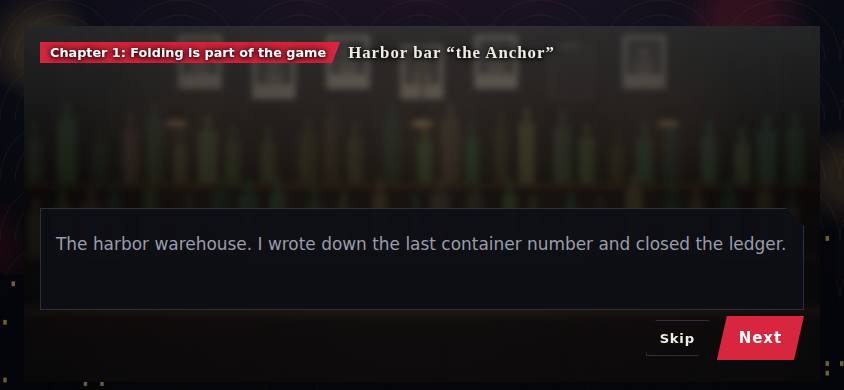 Chapter 1: Folding is part of the game
Harbor bar “the Anchor”
The harbor warehouse. I wrote down the last container number and closed the ledger.
Skip
Next